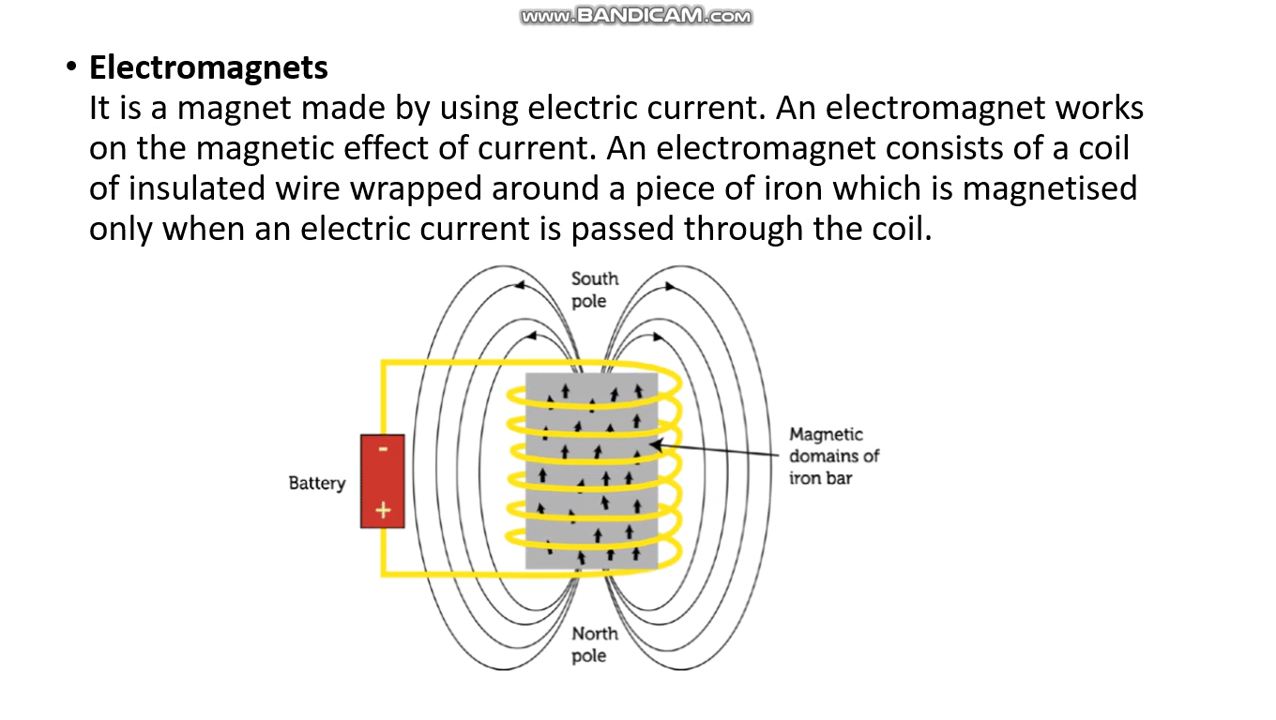 www.BANDICAM.com
• Electromagnets
It is a magnet made by using electric current. An electromagnet works
on the magnetic effect of current. An electromagnet consists of a coil
of insulated wire wrapped around a piece of iron which is magnetised
only when an electric current is passed through the coil.
South
pole
Magnetic
domains of
iron bar
-
Battery
+
North
pole